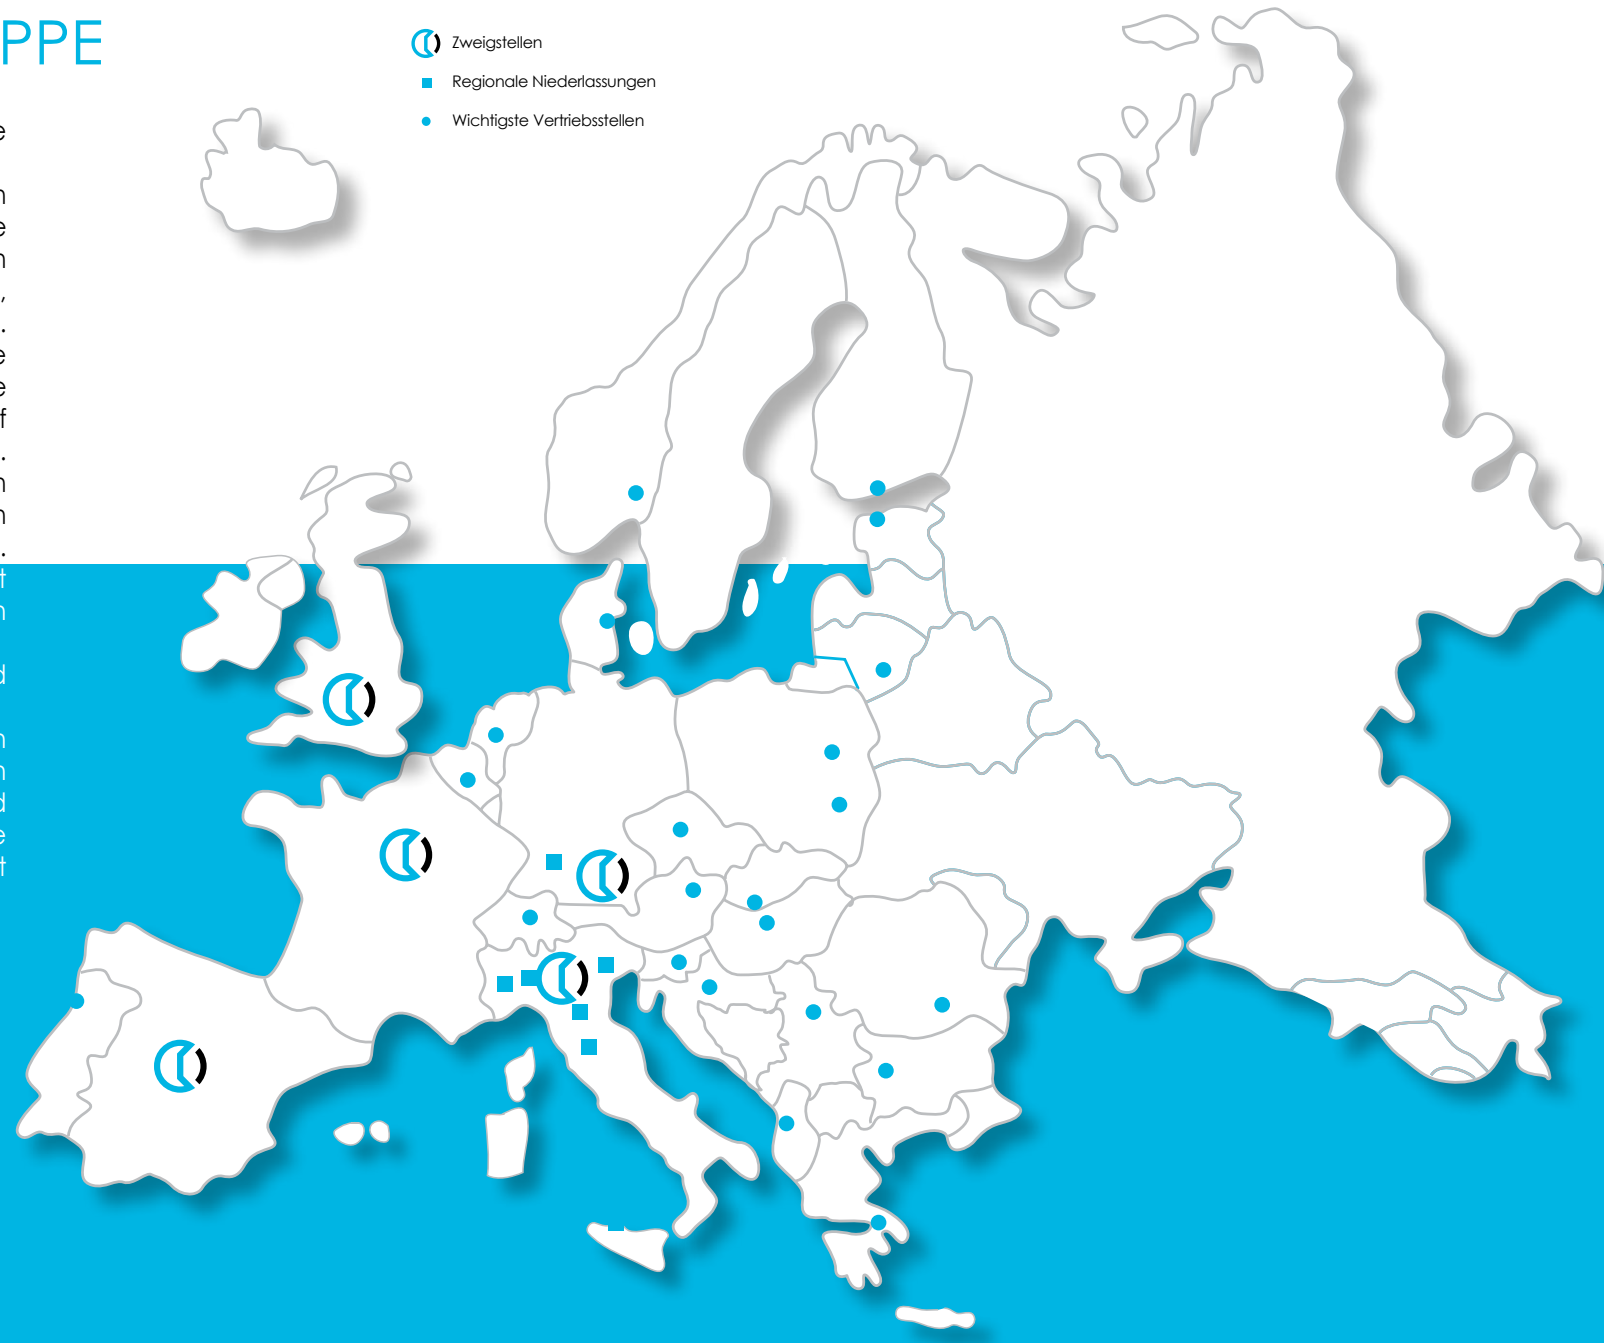 PPE
Zweigstellen
Regionale Niederlassungen
Wichtigste Vertriebsstellen
e
n
e
n
,
.
e
e
f
.
n
n
.
t
n
d
n
n
d
e
t